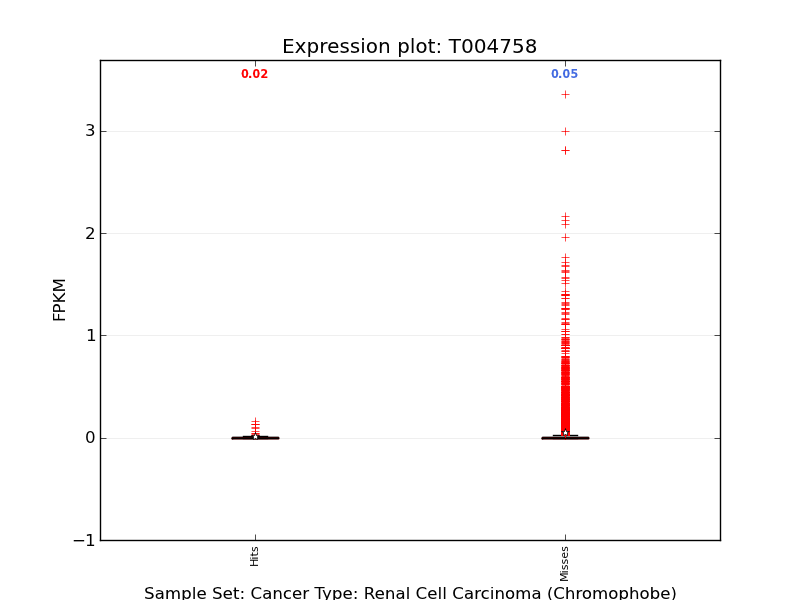 Expression plot: T004758
0.02
0.05
3
2
1
0
−1
FPKM
Hits
Misses
Sample Set: Cancer Type: Renal Cell Carcinoma (Chromophobe)